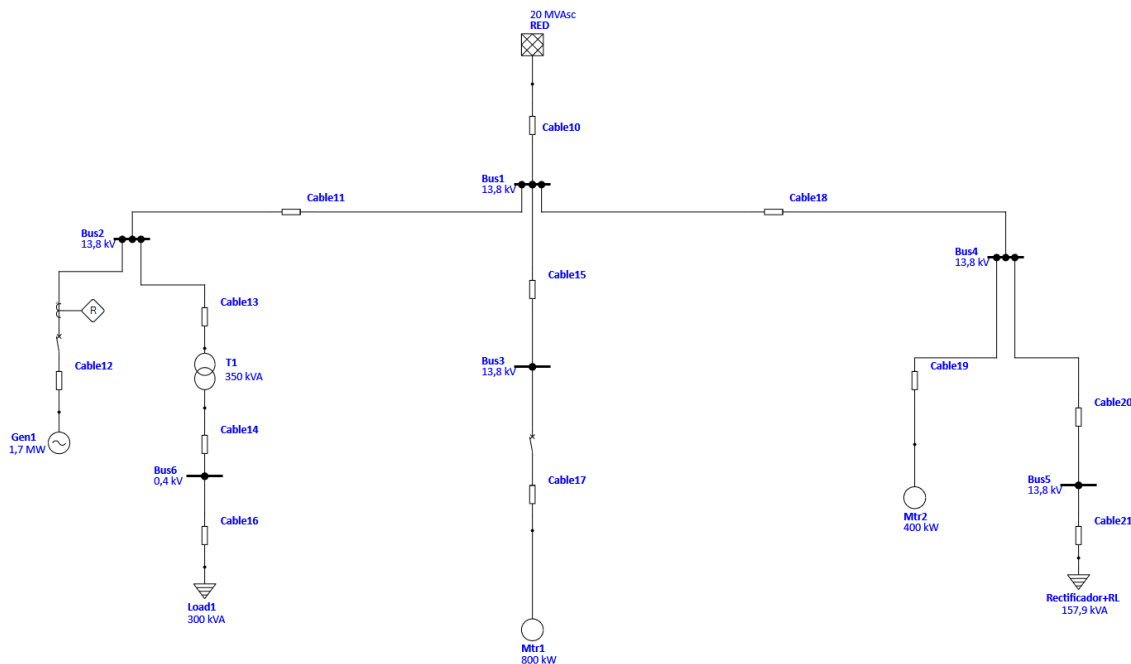 20 MVAsc
RED
Cable10
Bus1
13,8 kV
Cable11
Cable18
Bus2
13,8 kV
Bus4
13,8 kV
Cable15
Cable13
R
Cable12
T1
350 kVA
Bus3
13,8 kV
Cable19
Cable20
Gen1
1,7 MW
Cable14
Bus6
0,4 kV
Cable17
Bus5
13,8 kV
Cable16
Mtr2
400 kW
Cable21
Load1
300 kVA
Rectificador+RL
157,9 kVA
Mtr1
800 kW